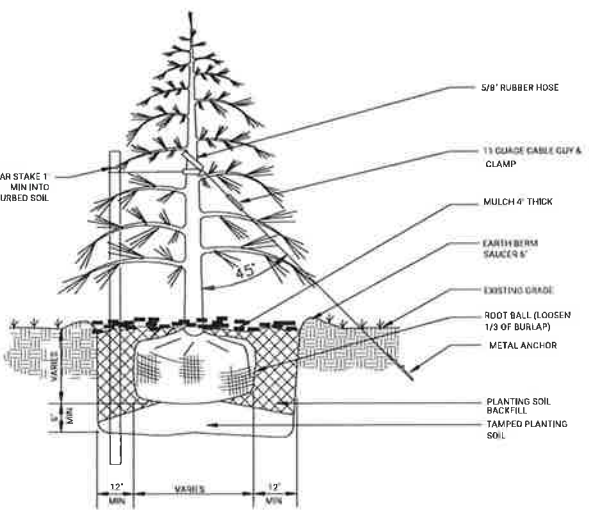 5/8" RUBBER HOSE
11 GUAGE CABLE GUY &
CLAMP
AR STAKE 1'
MIN INTO
URBED SOIL
MULCH 4" THICK
EARTH BERM
SAUCER 6"
45°
EXISTING GRADE
ROOT BALL (LOOSEN
1/3 OF BURLAP)
METAL ANCHOR
VARIES
PLANTING SOIL
BACKFILL
6"
MIN
TAMPED PLANTING
SOIL
12"
MIN
VARIES
12"
MIN